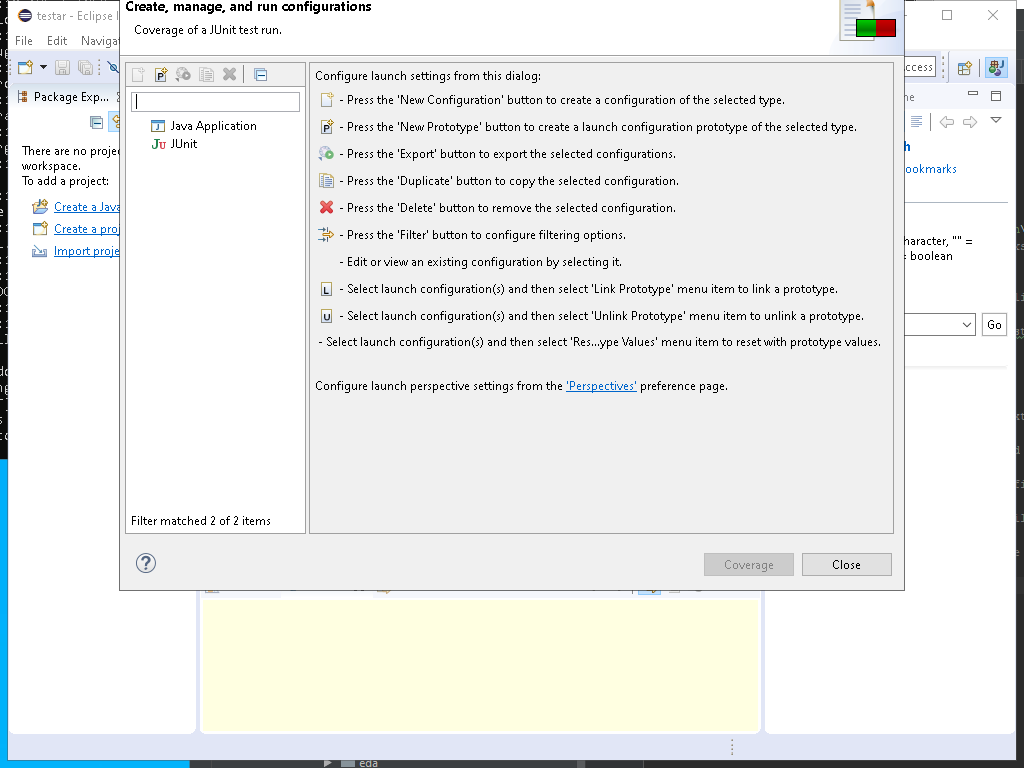 testar - Eclipse I
File Edit Navigat
Package Exp...
There are no proje
workspace.
To add a project:
Create a Java
Create a proj
Import proje
Create, manage, and run configurations
Coverage of a JUnit test run.
Java Application
JUnit
Filter matched 2 of 2 items
Configure launch settings from this dialog:
- Press the 'New Configuration' button to create a configuration of the selected type.
- Press the 'New Prototype' button to create a launch configuration prototype of the selected type.
- Press the 'Export' button to export the selected configurations.
- Press the 'Duplicate' button to copy the selected configuration.
- Press the 'Delete' button to remove the selected configuration.
- Press the 'Filter' button to configure filtering options.
- Edit or view an existing configuration by selecting it.
- Select launch configuration(s) and then select 'Link Prototype' menu item to link a prototype.
- Select launch configuration(s) and then select 'Unlink Prototype' menu item to unlink a prototype.
- Select launch configuration(s) and then select 'Res...ype Values' menu item to reset with prototype values.
Configure launch perspective settings from the 'Perspectives' preference page.
Coverage
Close
ccess
ne
h
ookmarks
haracter, "" =
= boolean
Go
eda